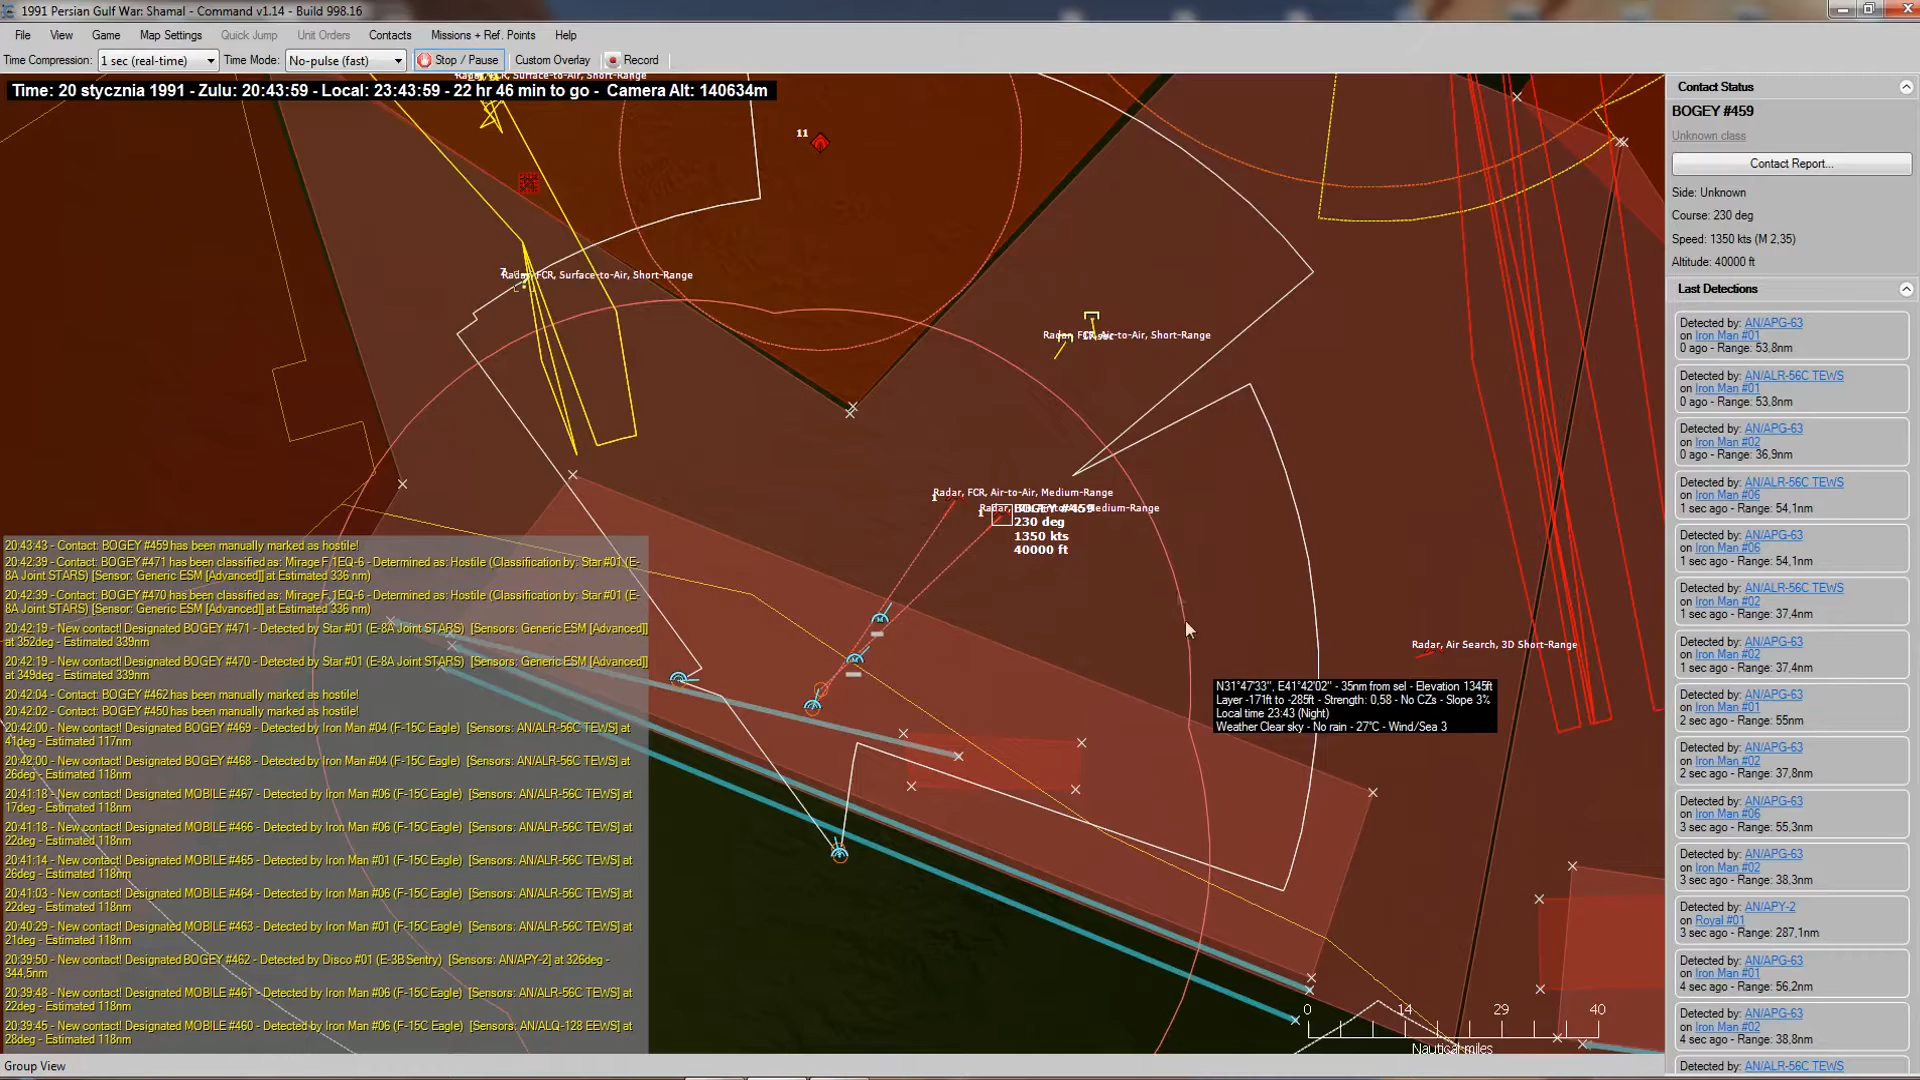 1991 Persian Gulf War: Shamal - Command v1.14 - Build 998.16
File View Game Map Settings Quick Jump Unit Orders Contacts Missions + Ref. Points Help
Time Compression: 1 sec (real-time) Time Mode: No-pulse (fast) Stop / Pause Custom Overlay Record
Radar, FCR, Surface-to-Air, Short-Range
Time: 20 stycznia 1991 - Zulu: 20:43:59 - Local: 23:43:59 - 22 hr 46 min to go - Camera Alt: 140634m
11
7
Radar, FCR, Surface-to-Air, Short-Range
Radar, FCR, Air-to-Air, Short-Range
Radar, FCR, Air-to-Air, Medium-Range
1
1
Medium-Range
BOGEY #459
230 deg
1350 kts
40000 ft
Radar, Air Search, 3D Short-Range
N31°47'33", E41°42'02" - 35nm from sel - Elevation 1345ft
Layer -171ft to -285ft - Strength: 0,58 - No CZs - Slope 3%
Local time 23:43 (Night)
Weather Clear sky - No rain - 27°C - Wind/Sea 3
20:43:43 - Contact: BOGEY #459 has been manually marked as hostile!
20:42:39 - Contact: BOGEY #471 has been classified as: Mirage F.1EQ-6 - Determined as: Hostile (Classification by: Star #01 (E-
8A Joint STARS) [Sensor: Generic ESM [Advanced]] at Estimated 336 nm)
20:42:39 - Contact: BOGEY #470 has been classified as: Mirage F.1EQ-6 - Determined as: Hostile (Classification by: Star #01 (E-
8A Joint STARS) [Sensor: Generic ESM [Advanced]] at Estimated 336 nm)
20:42:19 - New contact! Designated BOGEY #471 - Detected by Star #01 (E-8A Joint STARS) [Sensors: Generic ESM [Advanced]]
at 352deg - Estimated 339nm
20:42:19 - New contact! Designated BOGEY #470 - Detected by Star #01 (E-8A Joint STARS) [Sensors: Generic ESM [Advanced]]
at 349deg - Estimated 339nm
20:42:04 - Contact: BOGEY #462 has been manually marked as hostile!
20:42:02 - Contact: BOGEY #450 has been manually marked as hostile!
20:42:00 - New contact! Designated BOGEY #469 - Detected by Iron Man #04 (F-15C Eagle) [Sensors: AN/ALR-56C TEWS] at
41deg - Estimated 117nm
20:42:00 - New contact! Designated BOGEY #468 - Detected by Iron Man #04 (F-15C Eagle) [Sensors: AN/ALR-56C TEWS] at
26deg - Estimated 118nm
20:41:18 - New contact! Designated MOBILE #467 - Detected by Iron Man #06 (F-15C Eagle) [Sensors: AN/ALR-56C TEWS] at
17deg - Estimated 118nm
20:41:18 - New contact! Designated MOBILE #466 - Detected by Iron Man #06 (F-15C Eagle) [Sensors: AN/ALR-56C TEWS] at
22deg - Estimated 118nm
20:41:14 - New contact! Designated MOBILE #465 - Detected by Iron Man #01 (F-15C Eagle) [Sensors: AN/ALR-56C TEWS] at
26deg - Estimated 118nm
20:41:03 - New contact! Designated MOBILE #464 - Detected by Iron Man #06 (F-15C Eagle) [Sensors: AN/ALR-56C TEWS] at
22deg - Estimated 118nm
20:40:29 - New contact! Designated MOBILE #463 - Detected by Iron Man #01 (F-15C Eagle) [Sensors: AN/ALR-56C TEWS] at
21deg - Estimated 118nm
20:39:50 - New contact! Designated BOGEY #462 - Detected by Disco #01 (E-3B Sentry) [Sensors: AN/APY-2] at 326deg -
344,5nm
20:39:48 - New contact! Designated MOBILE #461 - Detected by Iron Man #06 (F-15C Eagle) [Sensors: AN/ALR-56C TEWS] at
22deg - Estimated 118nm
20:39:45 - New contact! Designated MOBILE #460 - Detected by Iron Man #06 (F-15C Eagle) [Sensors: AN/ALQ-128 EEWS] at
28deg - Estimated 118nm
0 14 29 40
Nautical miles
Group View
Contact Status
BOGEY #459
Unknown class
Contact Report...
Side: Unknown
Course: 230 deg
Speed: 1350 kts (M 2,35)
Altitude: 40000 ft
Last Detections
Detected by: AN/APG-63
on Iron Man #01
0 ago - Range: 53,8nm
Detected by: AN/ALR-56C TEWS
on Iron Man #01
0 ago - Range: 53,8nm
Detected by: AN/APG-63
on Iron Man #02
0 ago - Range: 36,9nm
Detected by: AN/ALR-56C TEWS
on Iron Man #06
1 sec ago - Range: 54,1nm
Detected by: AN/APG-63
on Iron Man #06
1 sec ago - Range: 54,1nm
Detected by: AN/ALR-56C TEWS
on Iron Man #02
1 sec ago - Range: 37,4nm
Detected by: AN/APG-63
on Iron Man #02
1 sec ago - Range: 37,4nm
Detected by: AN/APG-63
on Iron Man #01
2 sec ago - Range: 55nm
Detected by: AN/APG-63
on Iron Man #02
2 sec ago - Range: 37,8nm
Detected by: AN/APG-63
on Iron Man #06
3 sec ago - Range: 55,3nm
Detected by: AN/APG-63
on Iron Man #02
3 sec ago - Range: 38,3nm
Detected by: AN/APY-2
on Royal #01
3 sec ago - Range: 287,1nm
Detected by: AN/APG-63
on Iron Man #01
4 sec ago - Range: 56,2nm
Detected by: AN/APG-63
on Iron Man #02
4 sec ago - Range: 38,8nm
Detected by: AN/ALR-56C TEWS